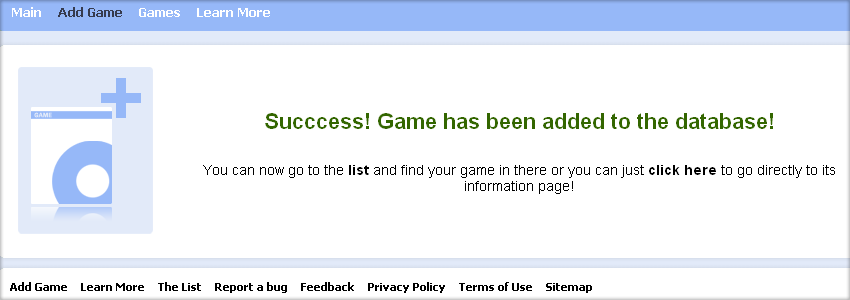 Main Add Game Games Learn More
GAME
Succcess! Game has been added to the database!
You can now go to the list and find your game in there or you can just click here to go directly to its
information page!
Add Game Learn More The List Report a bug Feedback Privacy Policy Terms of Use Sitemap